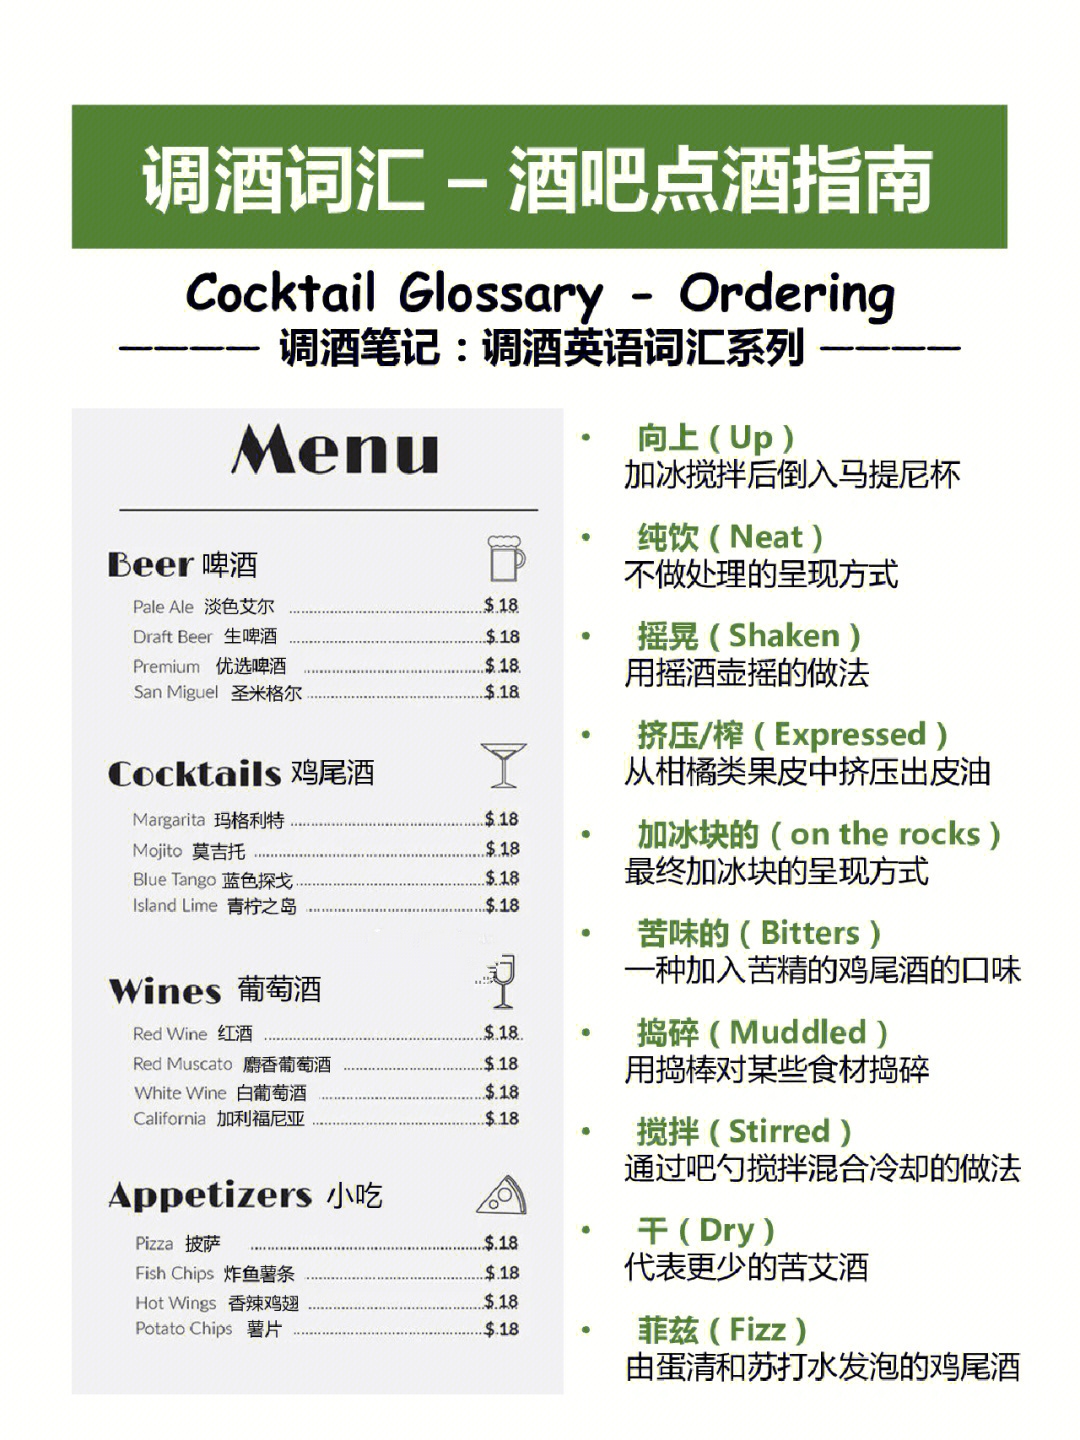 调酒词汇 – 酒吧点酒指南
Cocktail Glossary - Ordering
———— 调酒笔记：调酒英语词汇系列 ————
Menu
Beer 啤酒
Pale Ale 淡色艾尔 $ 18
Draft Beer 生啤酒 $ 18
Premium 优选啤酒 $ 18
San Miguel 圣米格尔 $ 18
Cocktails 鸡尾酒
Margarita 玛格利特 $ 18
Mojito 莫吉托 $ 18
Blue Tango 蓝色探戈 $ 18
Island Lime 青柠之岛 $ 18
Wines 葡萄酒
Red Wine 红酒 $ 18
Red Muscato 麝香葡萄酒 $ 18
White Wine 白葡萄酒 $ 18
California 加利福尼亚 $ 18
Appetizers 小吃
Pizza 披萨 $ 18
Fish Chips 炸鱼薯条 $ 18
Hot Wings 香辣鸡翅 $ 18
Potato Chips 薯片 $ 18
• 向上（Up）
加冰搅拌后倒入马提尼杯
• 纯饮（Neat）
不做处理的呈现方式
• 摇晃（Shaken）
用摇酒壶摇的做法
• 挤压/榨（Expressed）
从柑橘类果皮中挤压出皮油
• 加冰块的（on the rocks）
最终加冰块的呈现方式
• 苦味的（Bitters）
一种加入苦精的鸡尾酒的口味
• 捣碎（Muddled）
用捣棒对某些食材捣碎
• 搅拌（Stirred）
通过吧勺搅拌混合冷却的做法
• 干（Dry）
代表更少的苦艾酒
• 菲兹（Fizz）
由蛋清和苏打水发泡的鸡尾酒